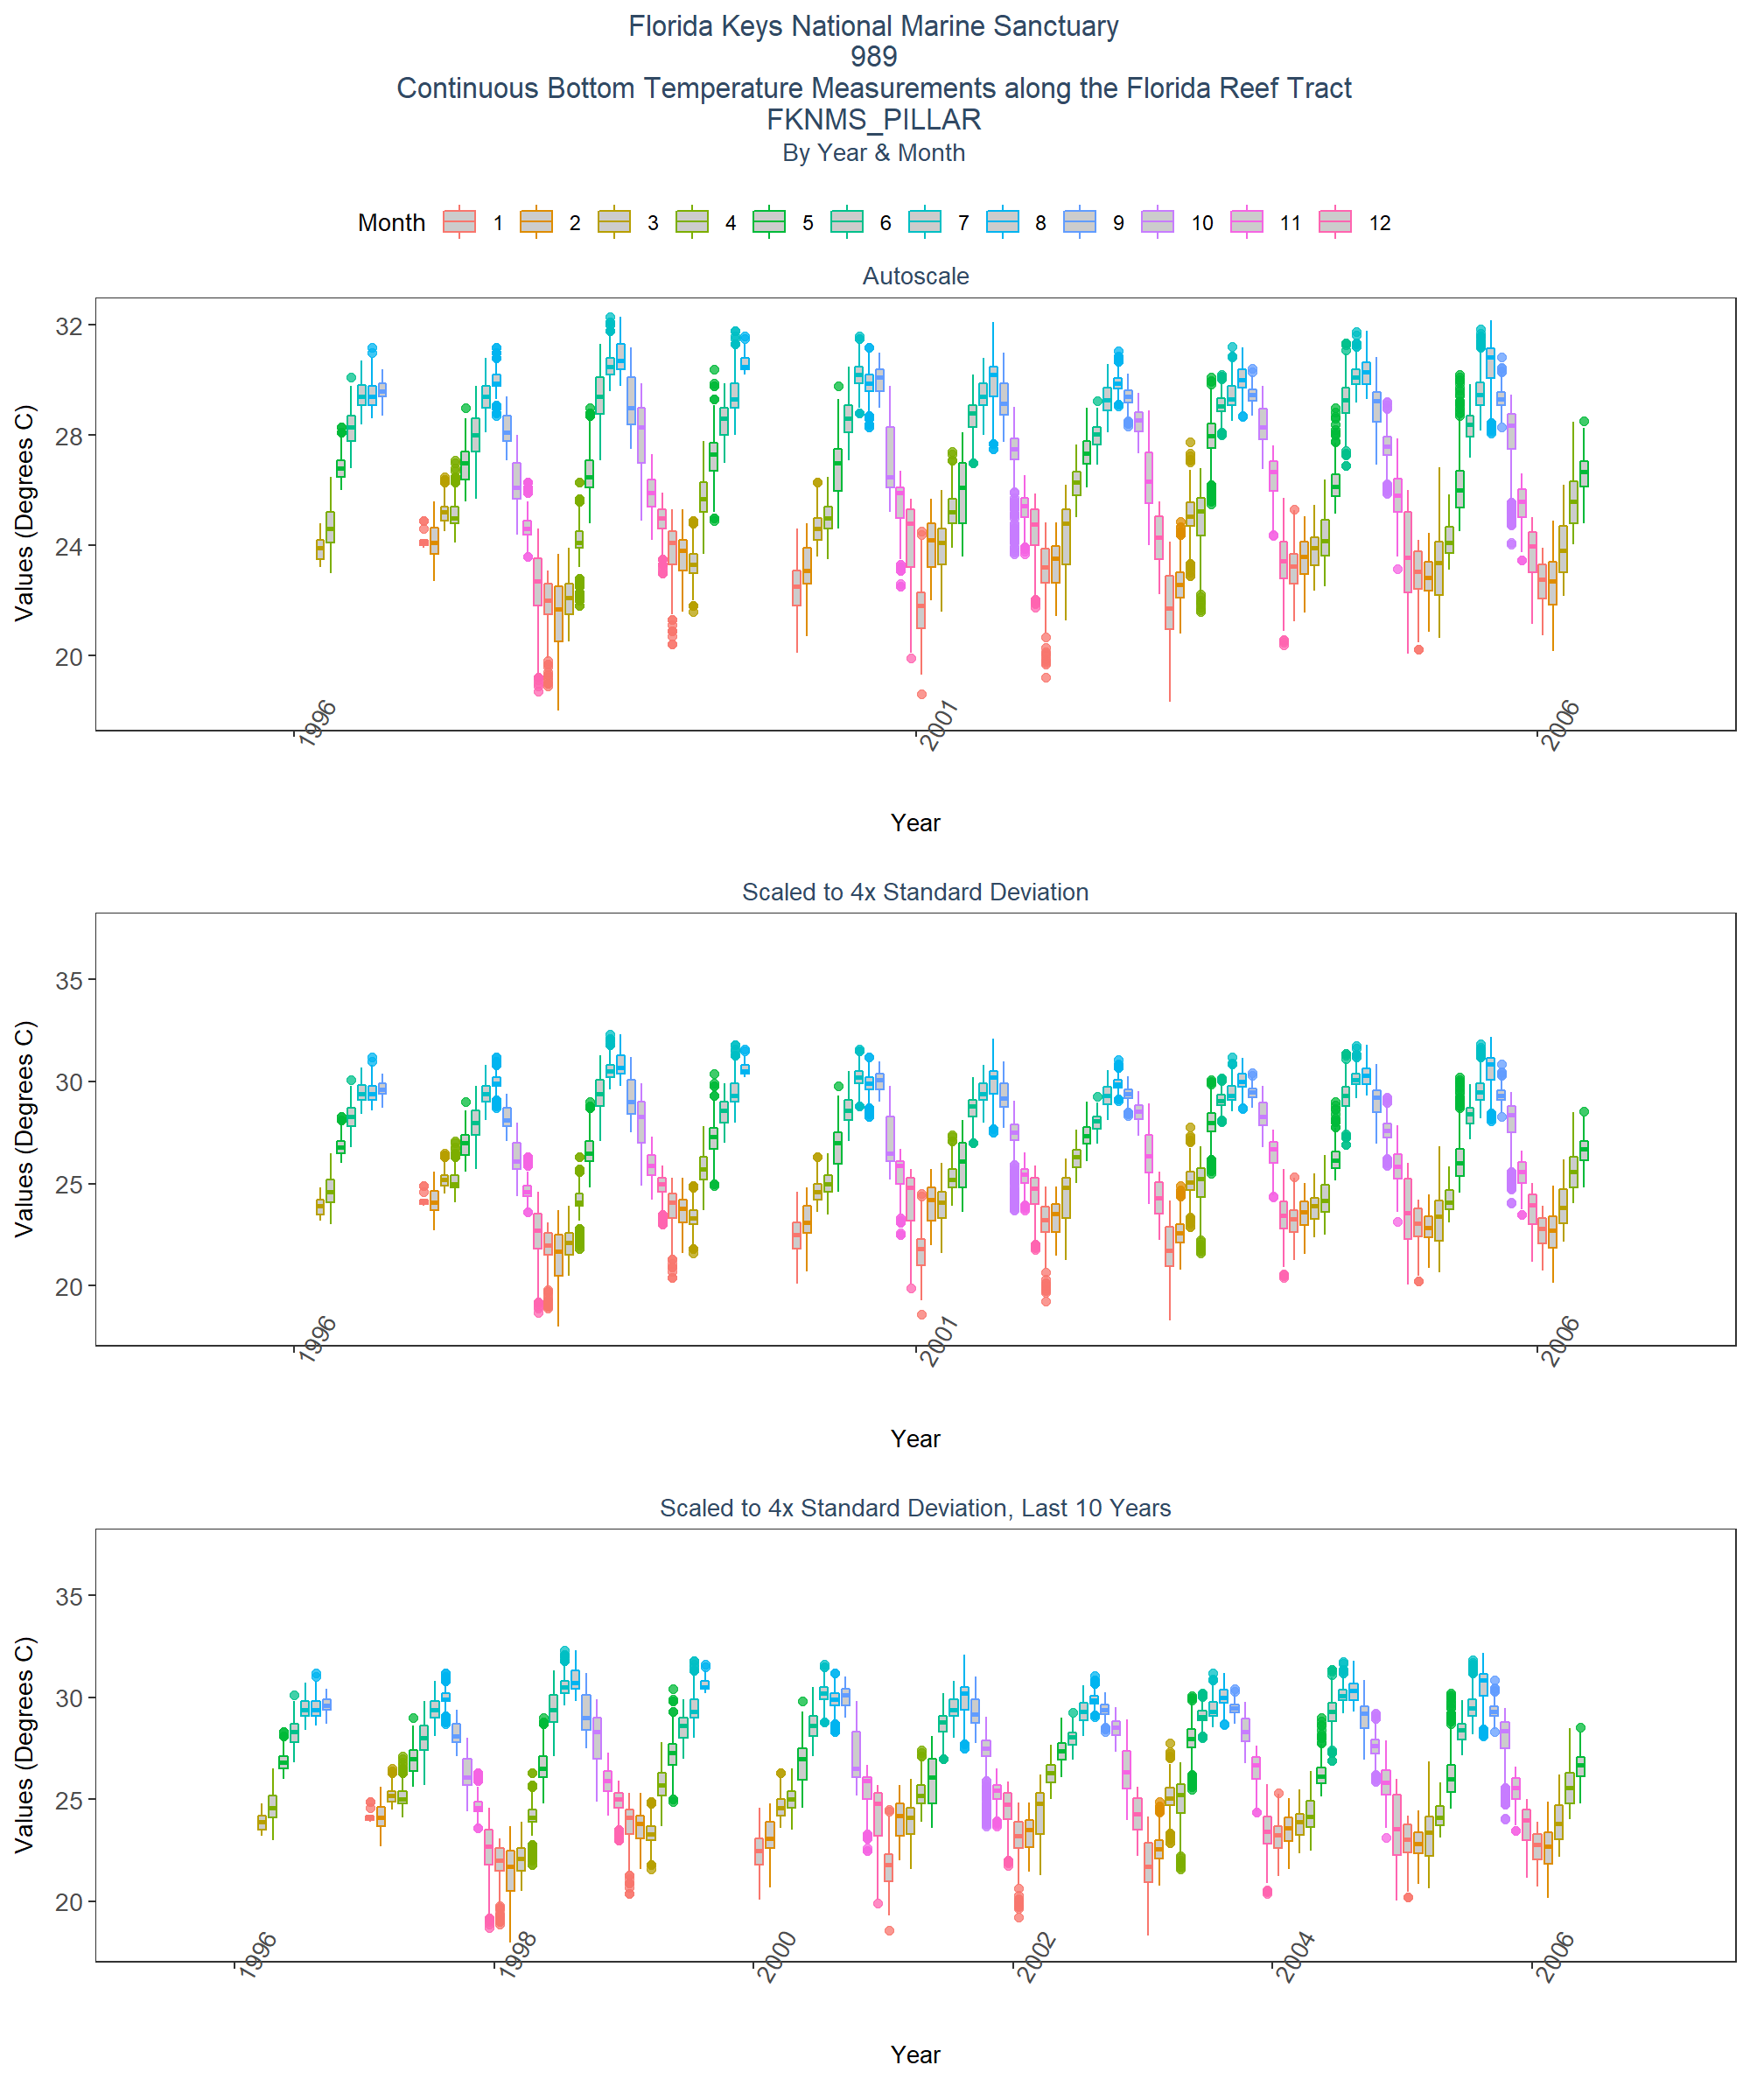 Florida Keys National Marine Sanctuary
989
Continuous Bottom Temperature Measurements along the Florida Reef Tract
FKNMS_PILLAR
By Year & Month
Month 1 2 3 4 5 6 7 8 9 10 11 12
Autoscale
Values (Degrees C)
32
28
24
20
1996 2001 2006
Year
Scaled to 4x Standard Deviation
Values (Degrees C)
35
30
25
20
1996 2001 2006
Year
Scaled to 4x Standard Deviation, Last 10 Years
Values (Degrees C)
35
30
25
20
1996 1998 2000 2002 2004 2006
Year